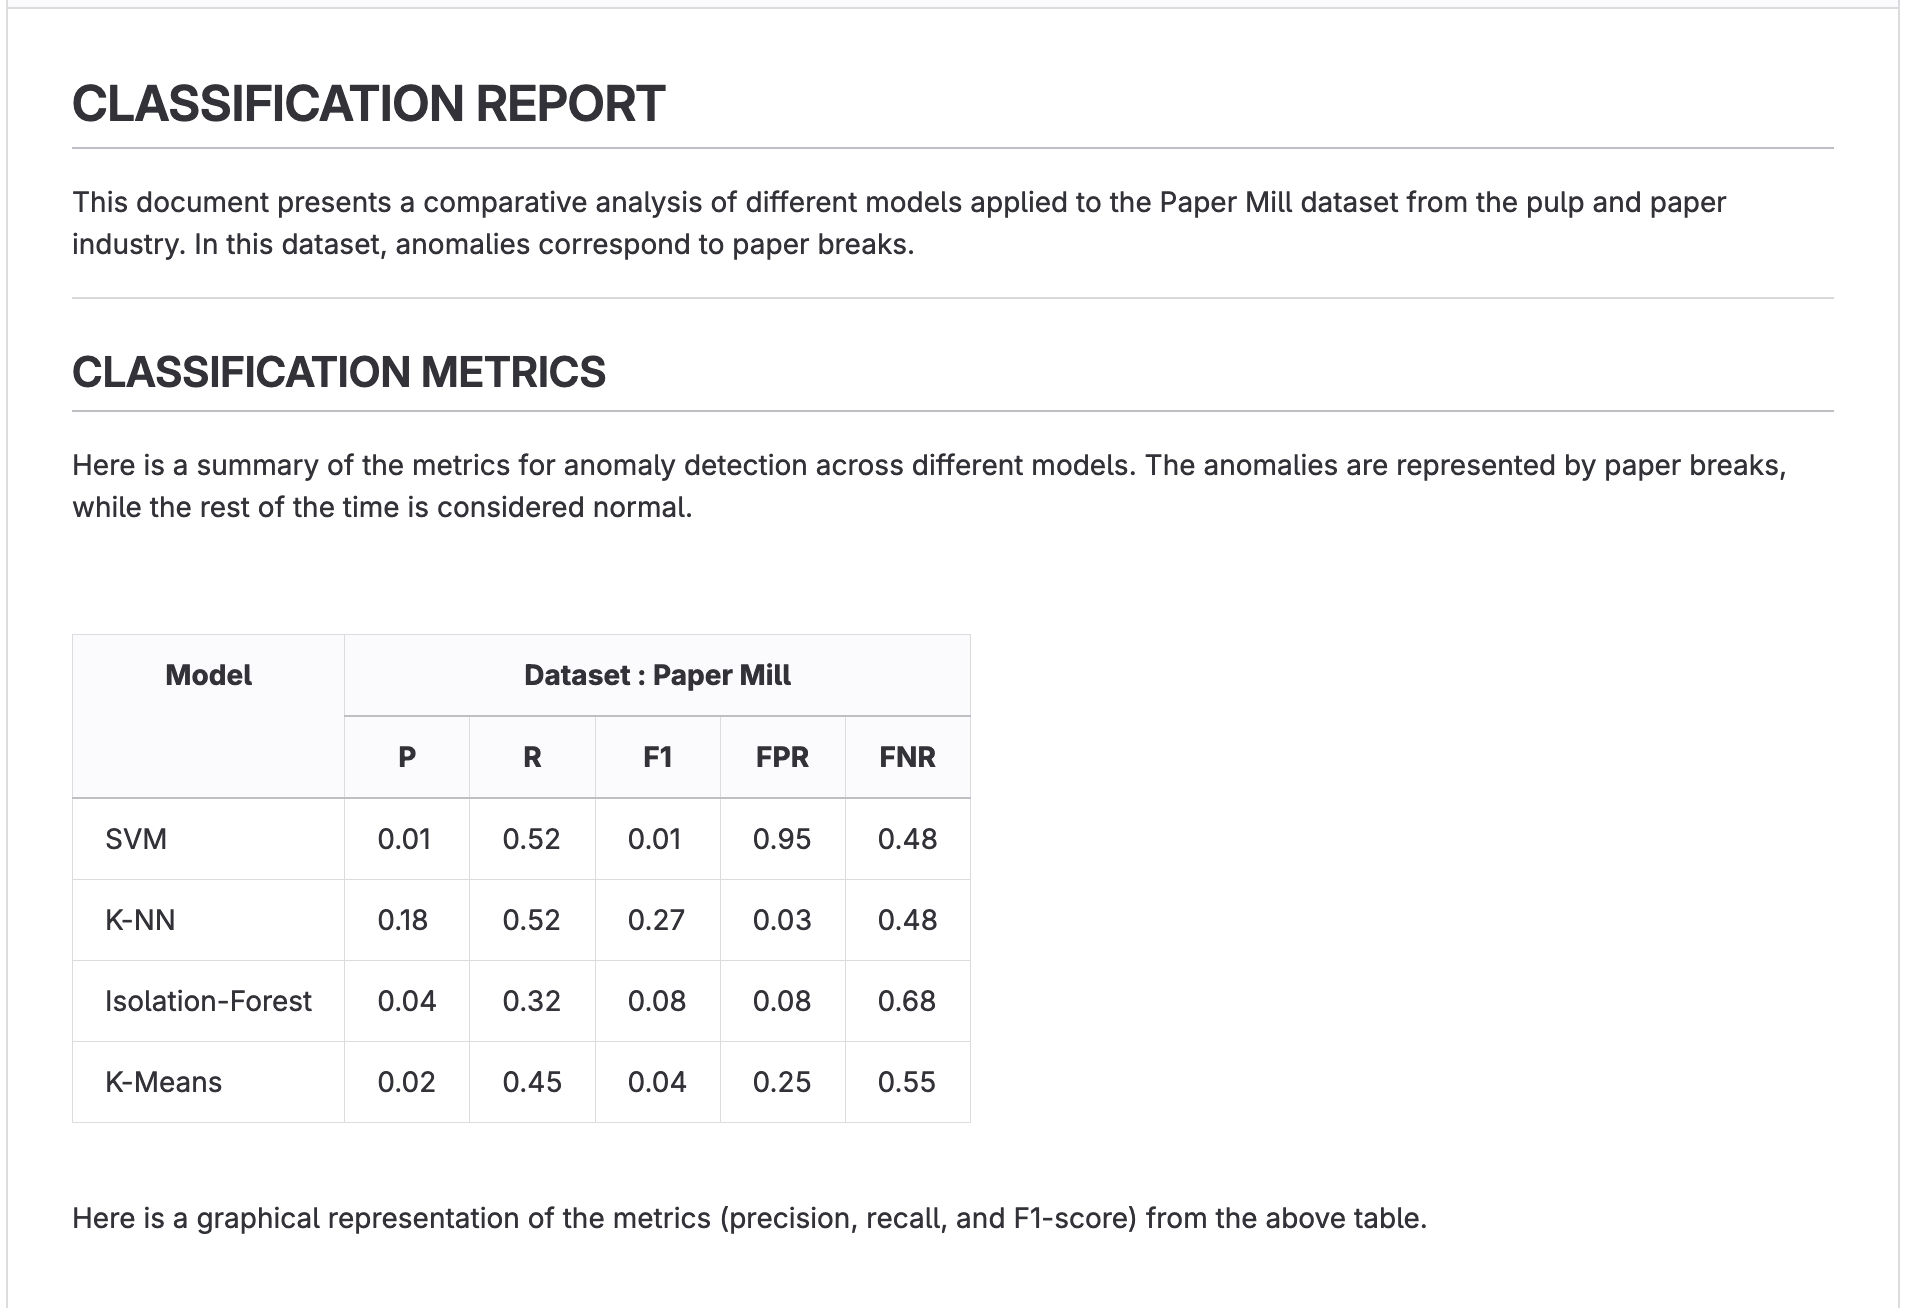 CLASSIFICATION REPORT
This document presents a comparative analysis of different models applied to the Paper Mill dataset from the pulp and paper
industry. In this dataset, anomalies correspond to paper breaks.
CLASSIFICATION METRICS
Here is a summary of the metrics for anomaly detection across different models. The anomalies are represented by paper breaks,
while the rest of the time is considered normal.
Model Dataset : Paper Mill
P R F1 FPR FNR
SVM 0.01 0.52 0.01 0.95 0.48
K-NN 0.18 0.52 0.27 0.03 0.48
Isolation-Forest 0.04 0.32 0.08 0.08 0.68
K-Means 0.02 0.45 0.04 0.25 0.55
Here is a graphical representation of the metrics (precision, recall, and F1-score) from the above table.